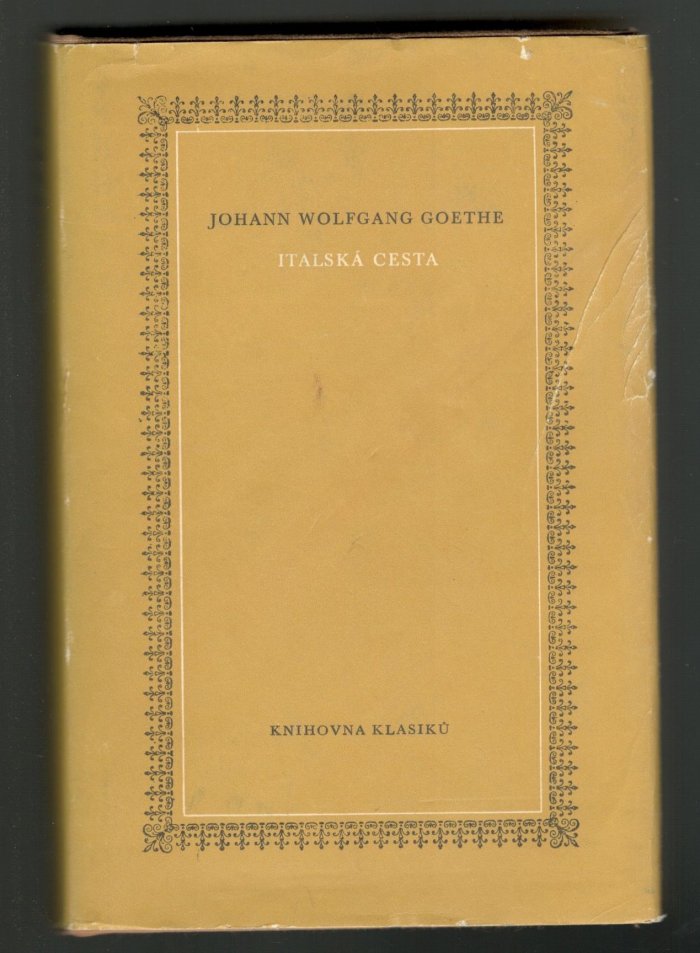 JOHANN WOLFGANG GOETHE
ITALSKÁ CESTA
KNIHOVNA KLASIKŮ